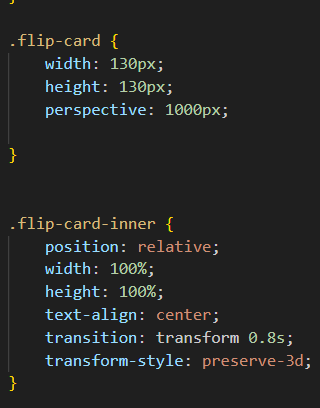 }
.flip-card {
    width: 130px;
    height: 130px;
    perspective: 1000px;
}
.flip-card-inner {
    position: relative;
    width: 100%;
    height: 100%;
    text-align: center;
    transition: transform 0.8s;
    transform-style: preserve-3d;
}